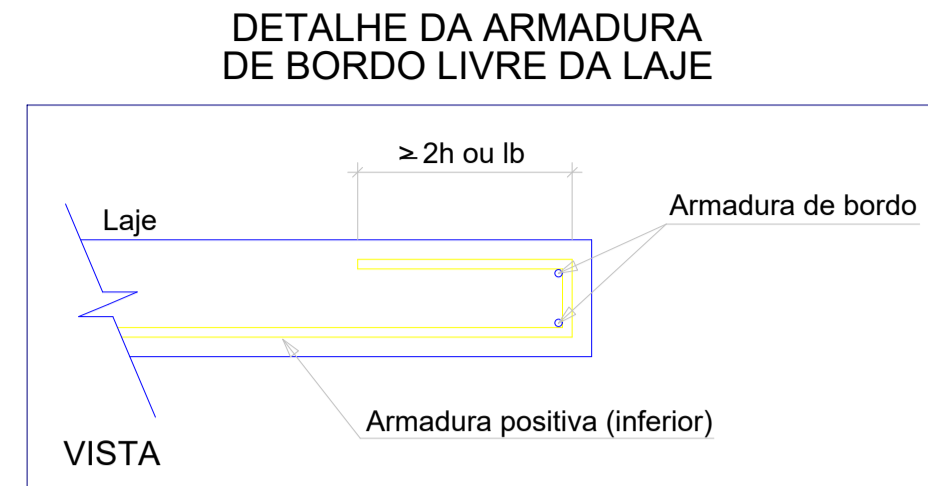 DETALHE DA ARMADURA
DE BORDO LIVRE DA LAJE
≥ 2h ou lb
Armadura de bordo
Laje
Armadura positiva (inferior)
VISTA